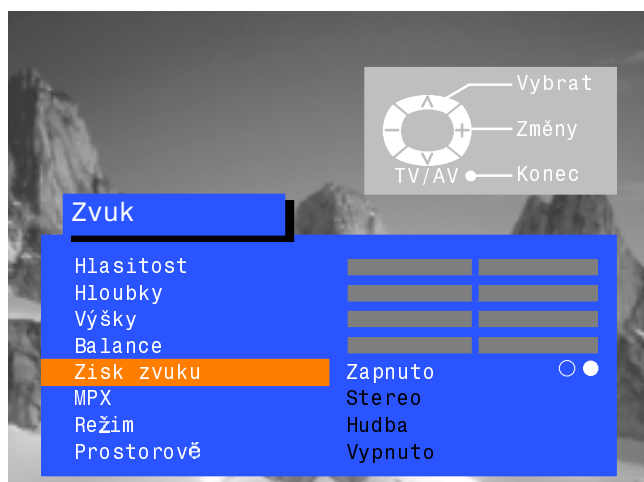 Vybrat
Změny
TV/AV Konec
Zvuk
Hlasitost
Hloubky
Výšky
Balance
Zisk zvuku Zapnuto
MPX Stereo
Režim Hudba
Prostorově Vypnuto